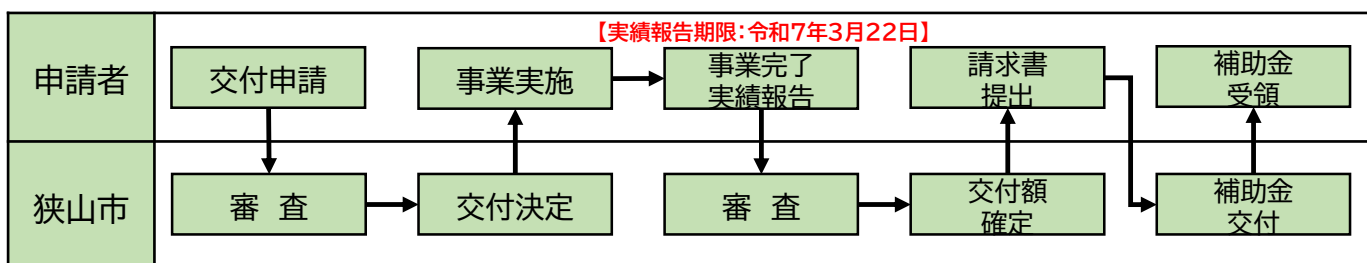 【実績報告期限：令和7年3月22日】
申請者
交付申請
事業実施
事業完了
実績報告
請求書
提出
補助金
受領
狭山市
審 査
交付決定
審 査
交付額
確定
補助金
交付